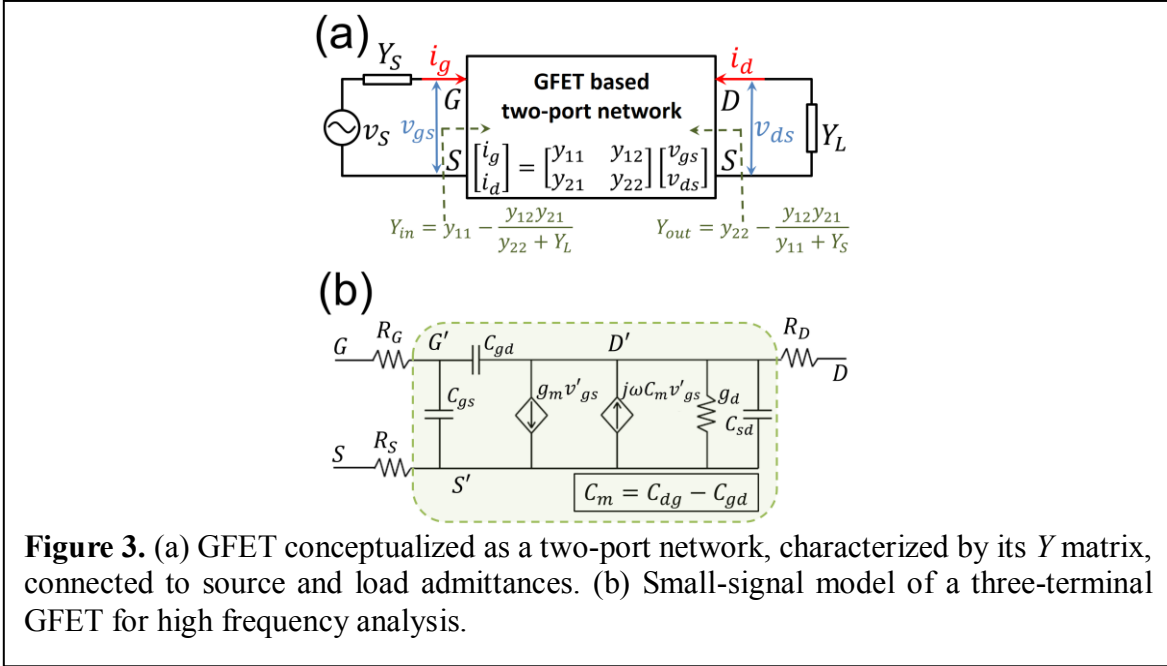 (a)
Y_S i_g i_d
GFET based
two-port network
G D
v_S v_gs v_ds Y_L
S [i_g i_d] = [y_11 y_12 y_21 y_22] [v_gs v_ds] S
Y_in = y_11 − y_12y_21 / (y_22 + Y_L) Y_out = y_22 − y_12y_21 / (y_11 + Y_S)
(b)
G R_G G′ C_gd D′ R_D D
C_gs g_m v′_gs jωC_m v′_gs g_d C_sd
S R_S S′
C_m = C_dg − C_gd
Figure 3. (a) GFET conceptualized as a two-port network, characterized by its Y matrix,
connected to source and load admittances. (b) Small-signal model of a three-terminal
GFET for high frequency analysis.